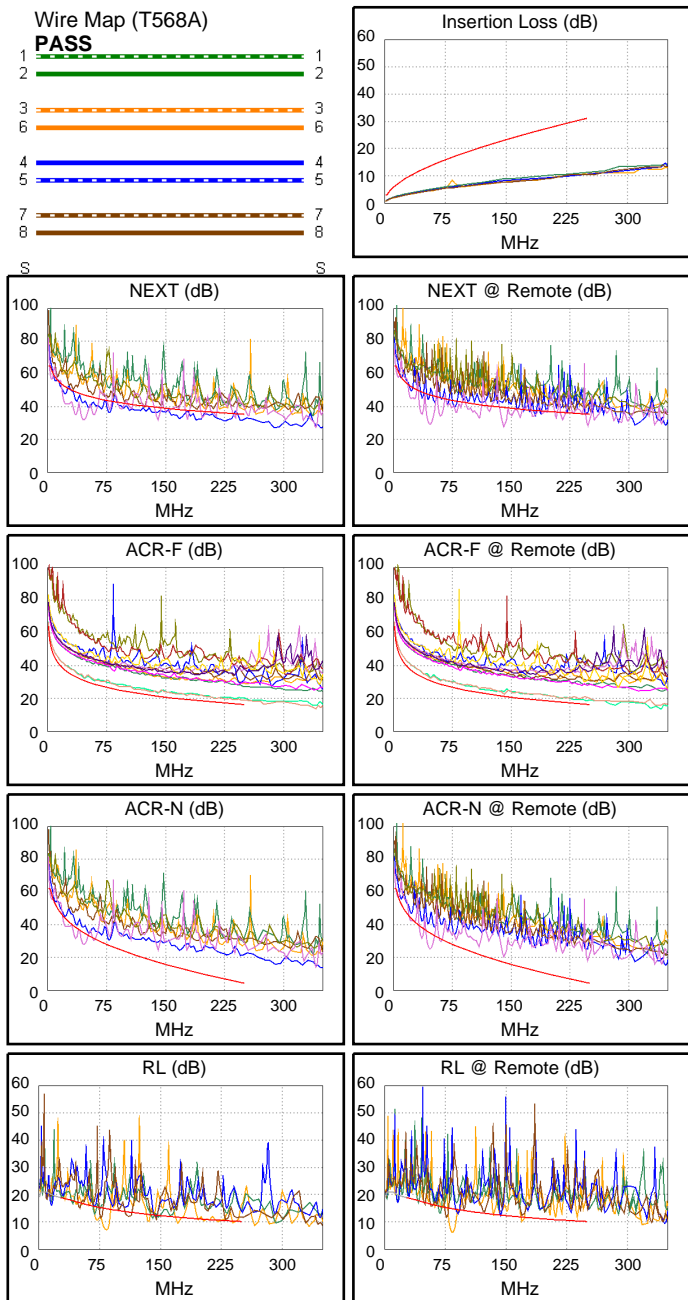 Wire Map (T568A)
PASS
1 1
2 2
3 3
6 6
4 4
5 5
7 7
8 8
S S
Insertion Loss (dB)
60
50
40
30
20
10
0
0 75 150 225 300
MHz
NEXT (dB)
100
80
60
40
20
0
0 75 150 225 300
MHz
NEXT @ Remote (dB)
100
80
60
40
20
0
0 75 150 225 300
MHz
ACR-F (dB)
100
80
60
40
20
0
0 75 150 225 300
MHz
ACR-F @ Remote (dB)
100
80
60
40
20
0
0 75 150 225 300
MHz
ACR-N (dB)
100
80
60
40
20
0
0 75 150 225 300
MHz
ACR-N @ Remote (dB)
100
80
60
40
20
0
0 75 150 225 300
MHz
RL (dB)
60
50
40
30
20
10
0
0 75 150 225 300
MHz
RL @ Remote (dB)
60
50
40
30
20
10
0
0 75 150 225 300
MHz